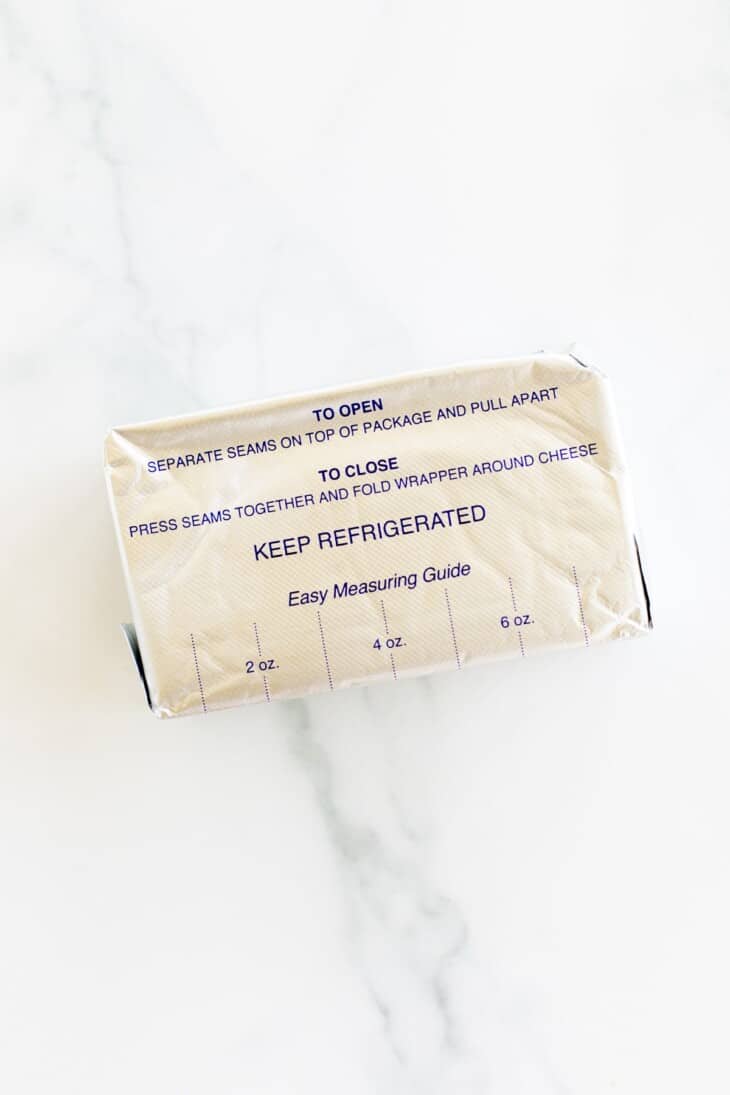 TO OPEN
SEPARATE SEAMS ON TOP OF PACKAGE AND PULL APART
TO CLOSE
PRESS SEAMS TOGETHER AND FOLD WRAPPER AROUND CHEESE
KEEP REFRIGERATED
Easy Measuring Guide
2 oz. 4 oz. 6 oz.